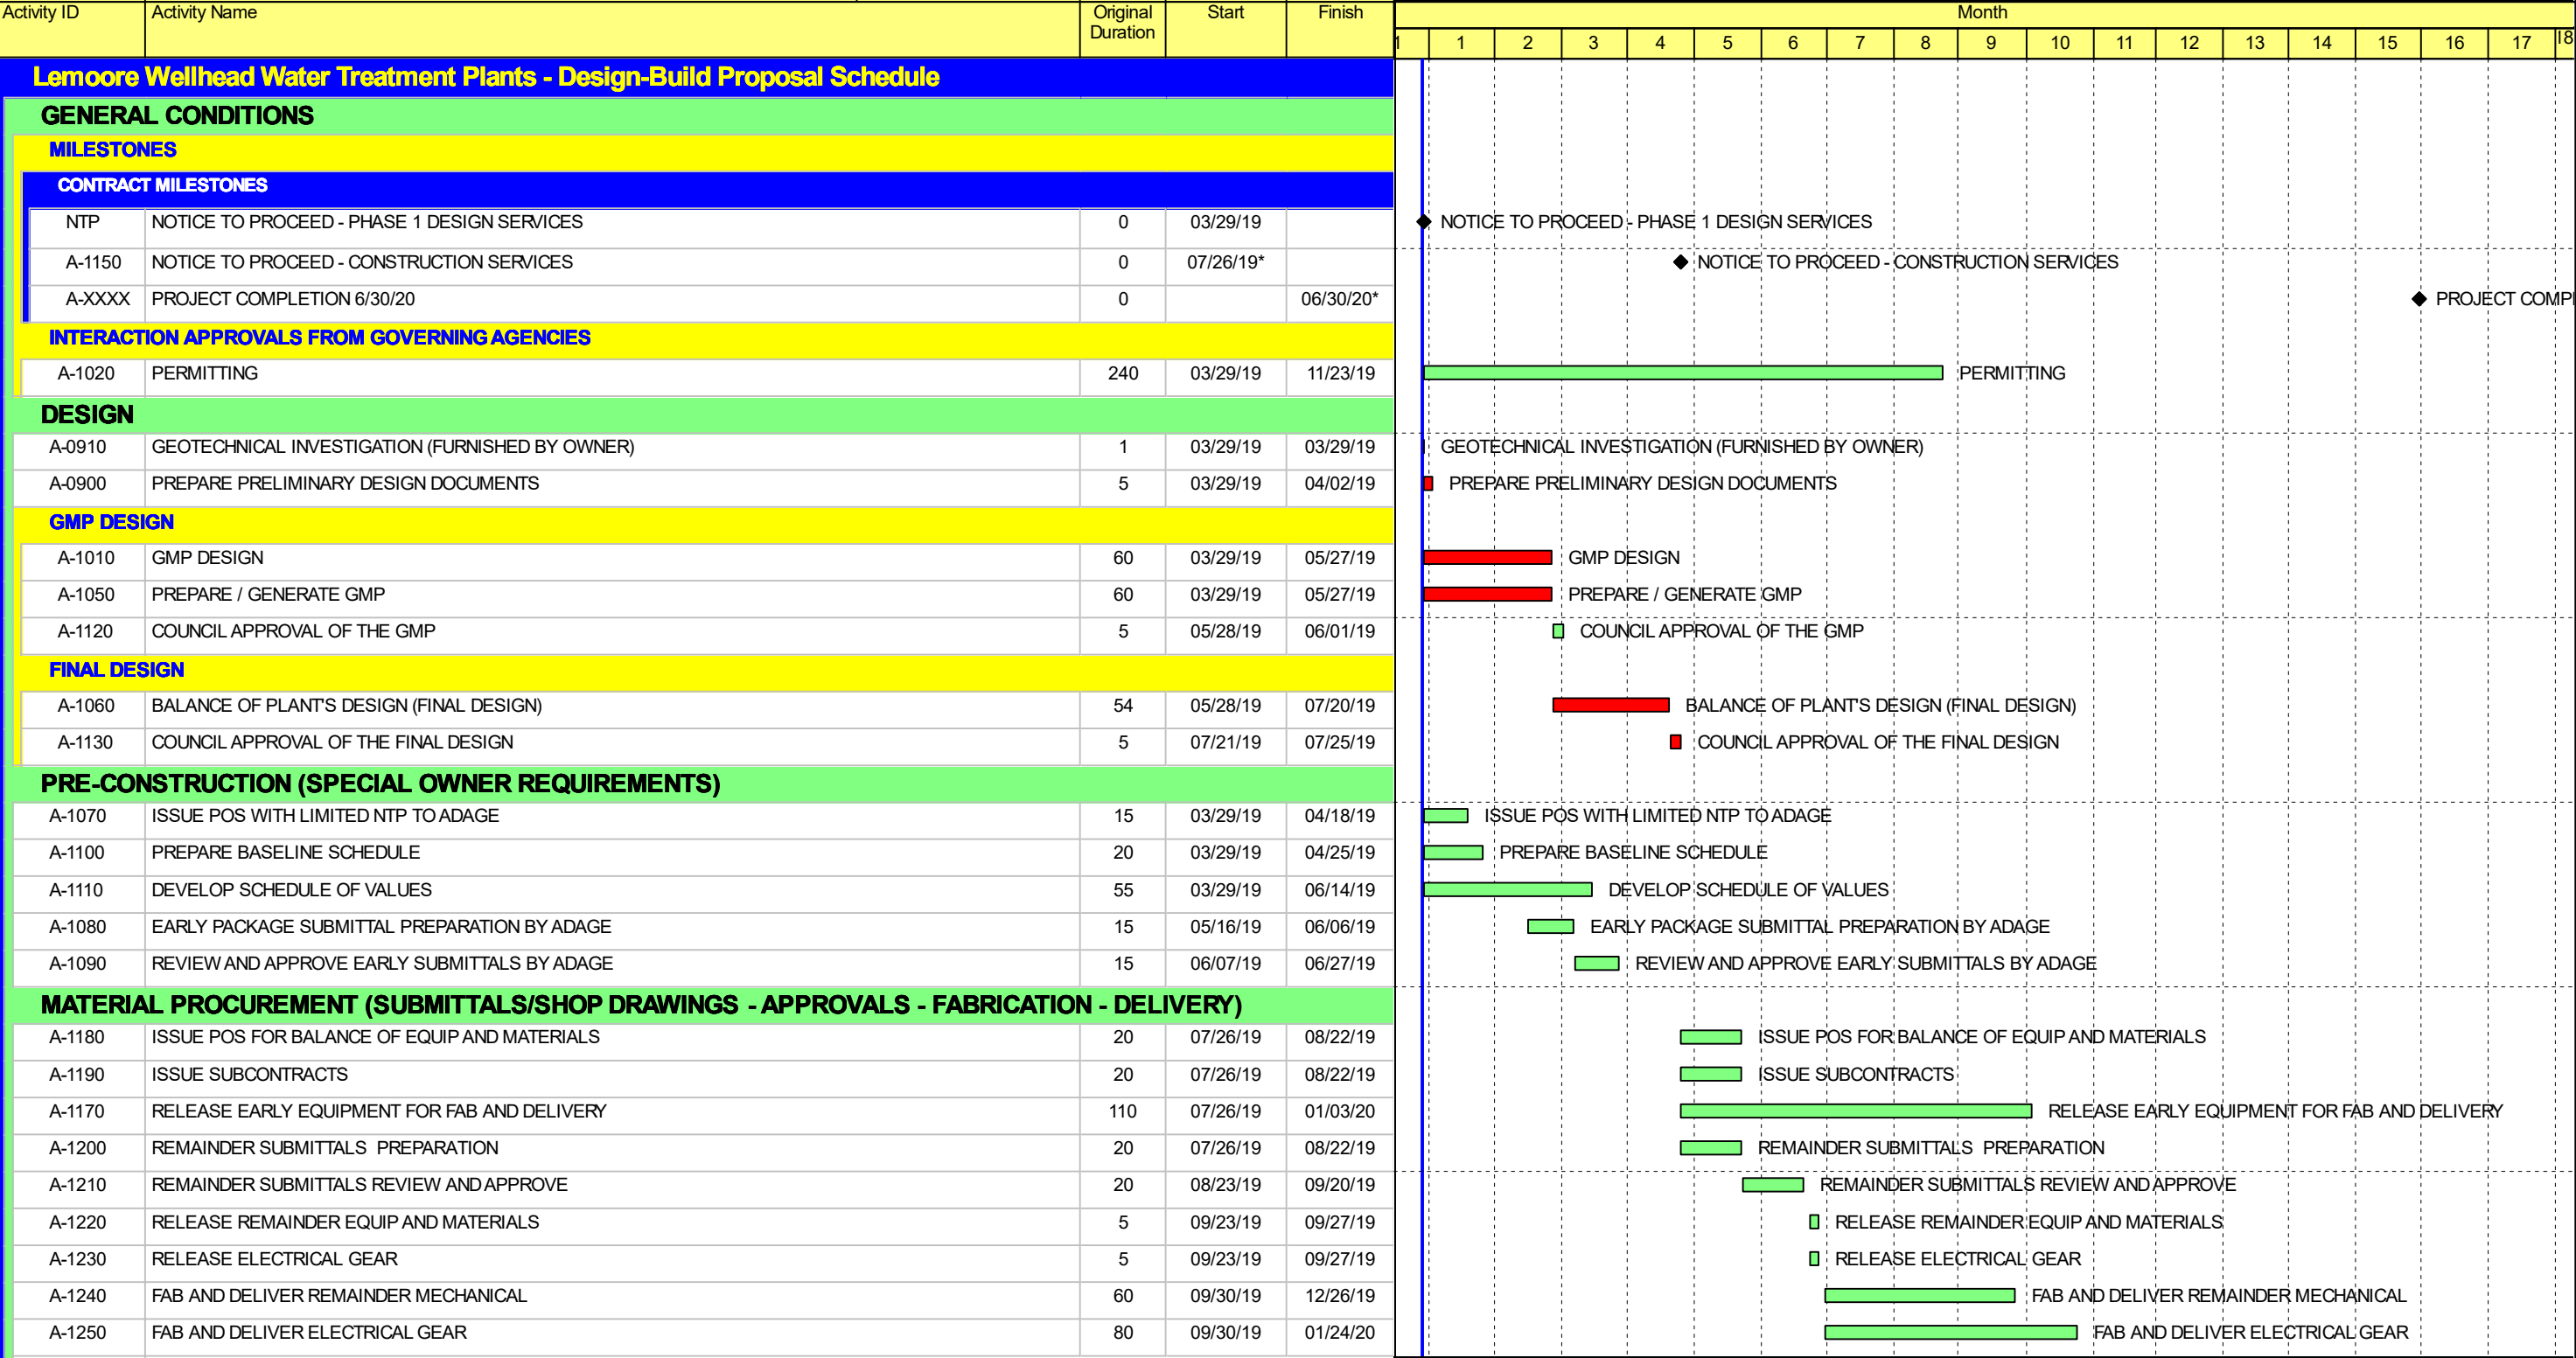 Activity ID Activity Name Original Duration Start Finish Month
1 1 2 3 4 5 6 7 8 9 10 11 12 13 14 15 16 17 18
Lemoore Wellhead Water Treatment Plants - Design-Build Proposal Schedule
GENERAL CONDITIONS
MILESTONES
CONTRACT MILESTONES
NTP NOTICE TO PROCEED - PHASE 1 DESIGN SERVICES 0 03/29/19 NOTICE TO PROCEED - PHASE 1 DESIGN SERVICES
A-1150 NOTICE TO PROCEED - CONSTRUCTION SERVICES 0 07/26/19* NOTICE TO PROCEED - CONSTRUCTION SERVICES
A-XXXX PROJECT COMPLETION 6/30/20 0 06/30/20* PROJECT COMPI
INTERACTION APPROVALS FROM GOVERNING AGENCIES
A-1020 PERMITTING 240 03/29/19 11/23/19 PERMITTING
DESIGN
A-0910 GEOTECHNICAL INVESTIGATION (FURNISHED BY OWNER) 1 03/29/19 03/29/19 GEOTECHNICAL INVESTIGATION (FURNISHED BY OWNER)
A-0900 PREPARE PRELIMINARY DESIGN DOCUMENTS 5 03/29/19 04/02/19 PREPARE PRELIMINARY DESIGN DOCUMENTS
GMP DESIGN
A-1010 GMP DESIGN 60 03/29/19 05/27/19 GMP DESIGN
A-1050 PREPARE / GENERATE GMP 60 03/29/19 05/27/19 PREPARE / GENERATE GMP
A-1120 COUNCIL APPROVAL OF THE GMP 5 05/28/19 06/01/19 COUNCIL APPROVAL OF THE GMP
FINAL DESIGN
A-1060 BALANCE OF PLANT'S DESIGN (FINAL DESIGN) 54 05/28/19 07/20/19 BALANCE OF PLANT'S DESIGN (FINAL DESIGN)
A-1130 COUNCIL APPROVAL OF THE FINAL DESIGN 5 07/21/19 07/25/19 COUNCIL APPROVAL OF THE FINAL DESIGN
PRE-CONSTRUCTION (SPECIAL OWNER REQUIREMENTS)
A-1070 ISSUE POS WITH LIMITED NTP TO ADAGE 15 03/29/19 04/18/19 ISSUE POS WITH LIMITED NTP TO ADAGE
A-1100 PREPARE BASELINE SCHEDULE 20 03/29/19 04/25/19 PREPARE BASELINE SCHEDULE
A-1110 DEVELOP SCHEDULE OF VALUES 55 03/29/19 06/14/19 DEVELOP SCHEDULE OF VALUES
A-1080 EARLY PACKAGE SUBMITTAL PREPARATION BY ADAGE 15 05/16/19 06/06/19 EARLY PACKAGE SUBMITTAL PREPARATION BY ADAGE
A-1090 REVIEW AND APPROVE EARLY SUBMITTALS BY ADAGE 15 06/07/19 06/27/19 REVIEW AND APPROVE EARLY SUBMITTALS BY ADAGE
MATERIAL PROCUREMENT (SUBMITTALS/SHOP DRAWINGS - APPROVALS - FABRICATION - DELIVERY)
A-1180 ISSUE POS FOR BALANCE OF EQUIP AND MATERIALS 20 07/26/19 08/22/19 ISSUE POS FOR BALANCE OF EQUIP AND MATERIALS
A-1190 ISSUE SUBCONTRACTS 20 07/26/19 08/22/19 ISSUE SUBCONTRACTS
A-1170 RELEASE EARLY EQUIPMENT FOR FAB AND DELIVERY 110 07/26/19 01/03/20 RELEASE EARLY EQUIPMENT FOR FAB AND DELIVERY
A-1200 REMAINDER SUBMITTALS PREPARATION 20 07/26/19 08/22/19 REMAINDER SUBMITTALS PREPARATION
A-1210 REMAINDER SUBMITTALS REVIEW AND APPROVE 20 08/23/19 09/20/19 REMAINDER SUBMITTALS REVIEW AND APPROVE
A-1220 RELEASE REMAINDER EQUIP AND MATERIALS 5 09/23/19 09/27/19 RELEASE REMAINDER EQUIP AND MATERIALS
A-1230 RELEASE ELECTRICAL GEAR 5 09/23/19 09/27/19 RELEASE ELECTRICAL GEAR
A-1240 FAB AND DELIVER REMAINDER MECHANICAL 60 09/30/19 12/26/19 FAB AND DELIVER REMAINDER MECHANICAL
A-1250 FAB AND DELIVER ELECTRICAL GEAR 80 09/30/19 01/24/20 FAB AND DELIVER ELECTRICAL GEAR